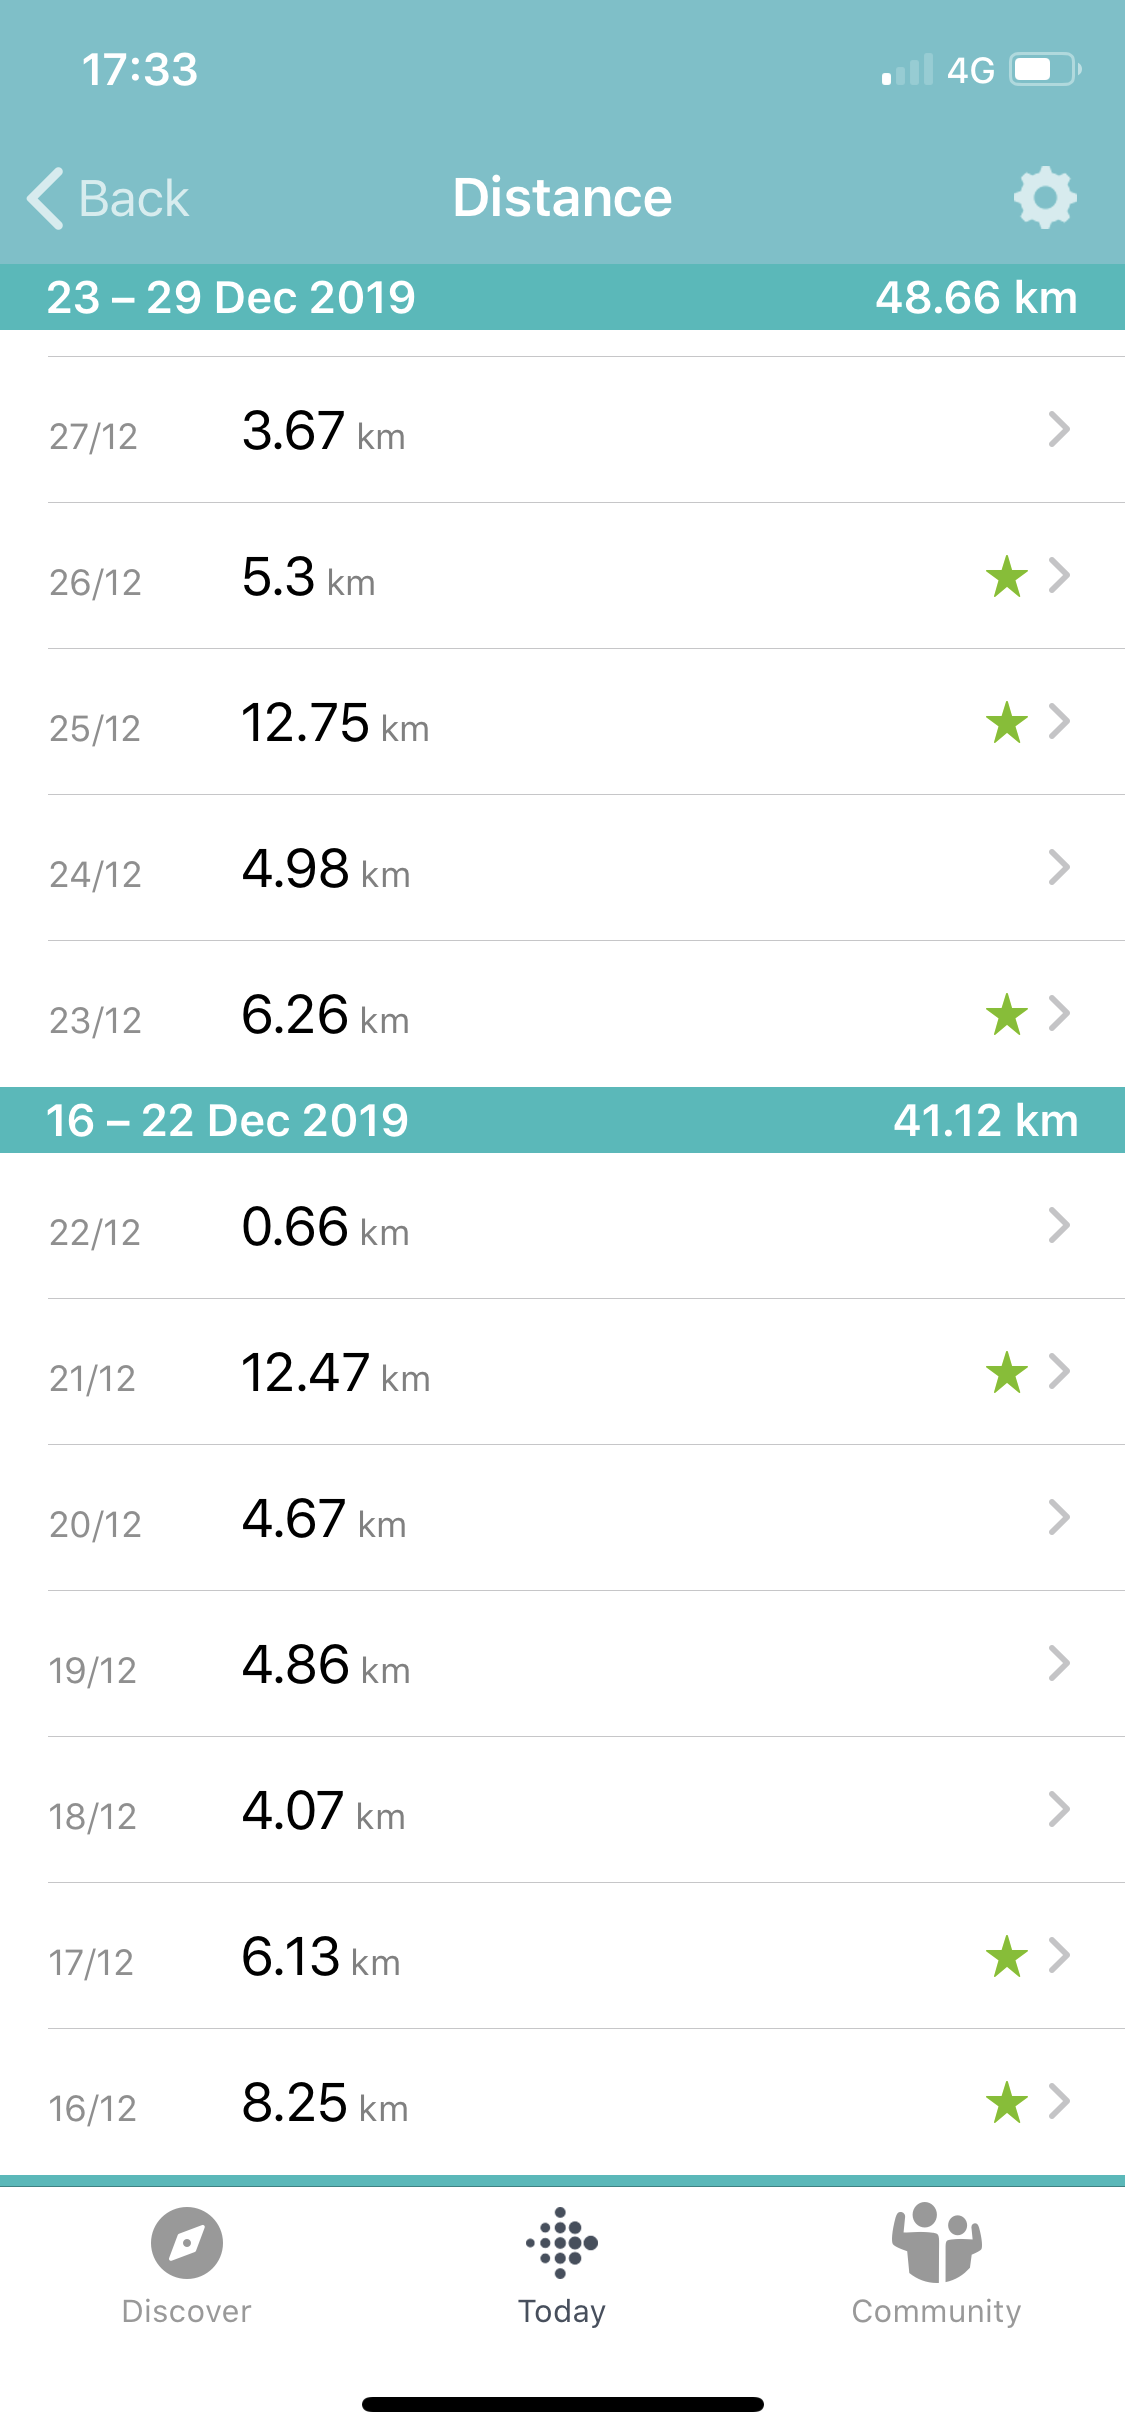 17:33 4G
Back Distance
23 – 29 Dec 2019 48.66 km
27/12 3.67 km
26/12 5.3 km
25/12 12.75 km
24/12 4.98 km
23/12 6.26 km
16 – 22 Dec 2019 41.12 km
22/12 0.66 km
21/12 12.47 km
20/12 4.67 km
19/12 4.86 km
18/12 4.07 km
17/12 6.13 km
16/12 8.25 km
Discover Today Community